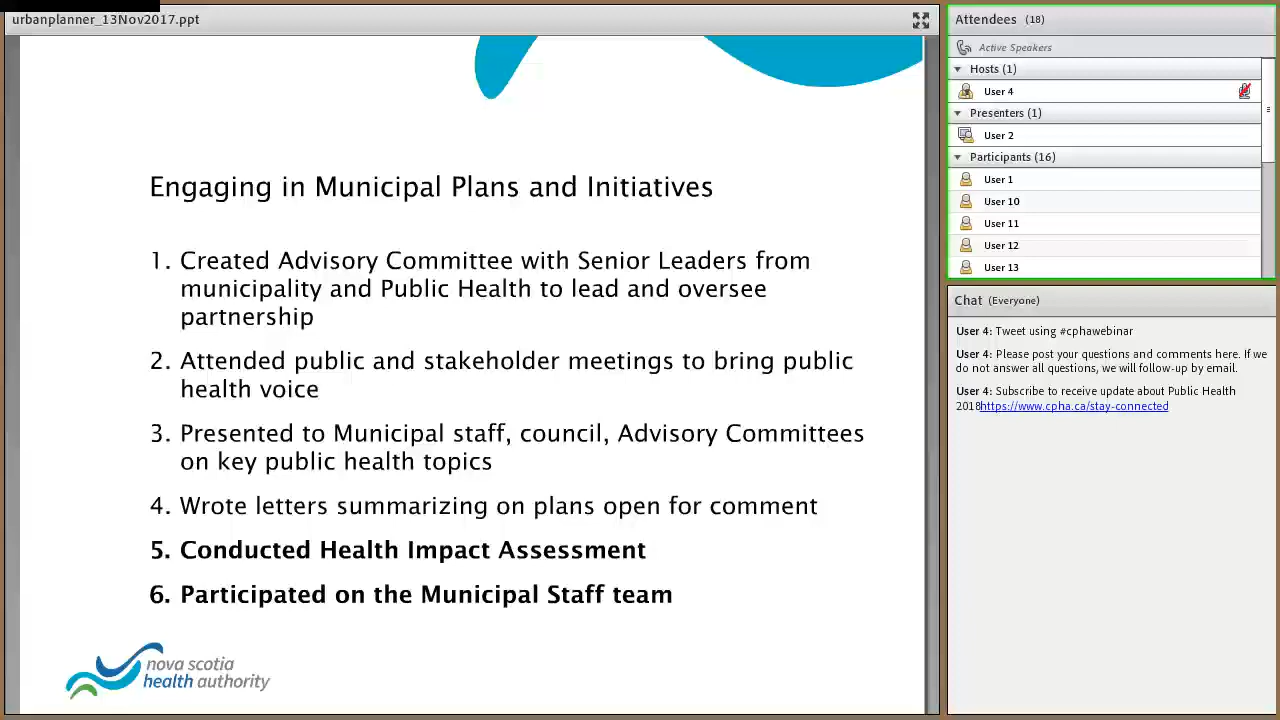 urbanplanner_13Nov2017.ppt
Engaging in Municipal Plans and Initiatives
1. Created Advisory Committee with Senior Leaders from
municipality and Public Health to lead and oversee
partnership
2. Attended public and stakeholder meetings to bring public
health voice
3. Presented to Municipal staff, council, Advisory Committees
on key public health topics
4. Wrote letters summarizing on plans open for comment
5. Conducted Health Impact Assessment
6. Participated on the Municipal Staff team
nova scotia
health authority
Attendees (18)
Active Speakers
Hosts (1)
User 4
Presenters (1)
User 2
Participants (16)
User 1
User 10
User 11
User 12
User 13
Chat (Everyone)
User 4: Tweet using #cphawebinar
User 4: Please post your questions and comments here. If we
do not answer all questions, we will follow-up by email.
User 4: Subscribe to receive update about Public Health
2018https://www.cpha.ca/stay-connected